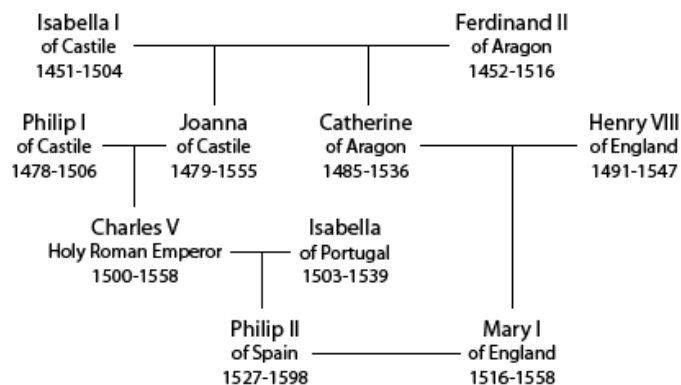 Isabella I
of Castile
1451-1504
Ferdinand II
of Aragon
1452-1516
Philip I
of Castile
1478-1506
Joanna
of Castile
1479-1555
Catherine
of Aragon
1485-1536
Henry VIII
of England
1491-1547
Charles V
Holy Roman Emperor
1500-1558
Isabella
of Portugal
1503-1539
Philip II
of Spain
1527-1598
Mary I
of England
1516-1558